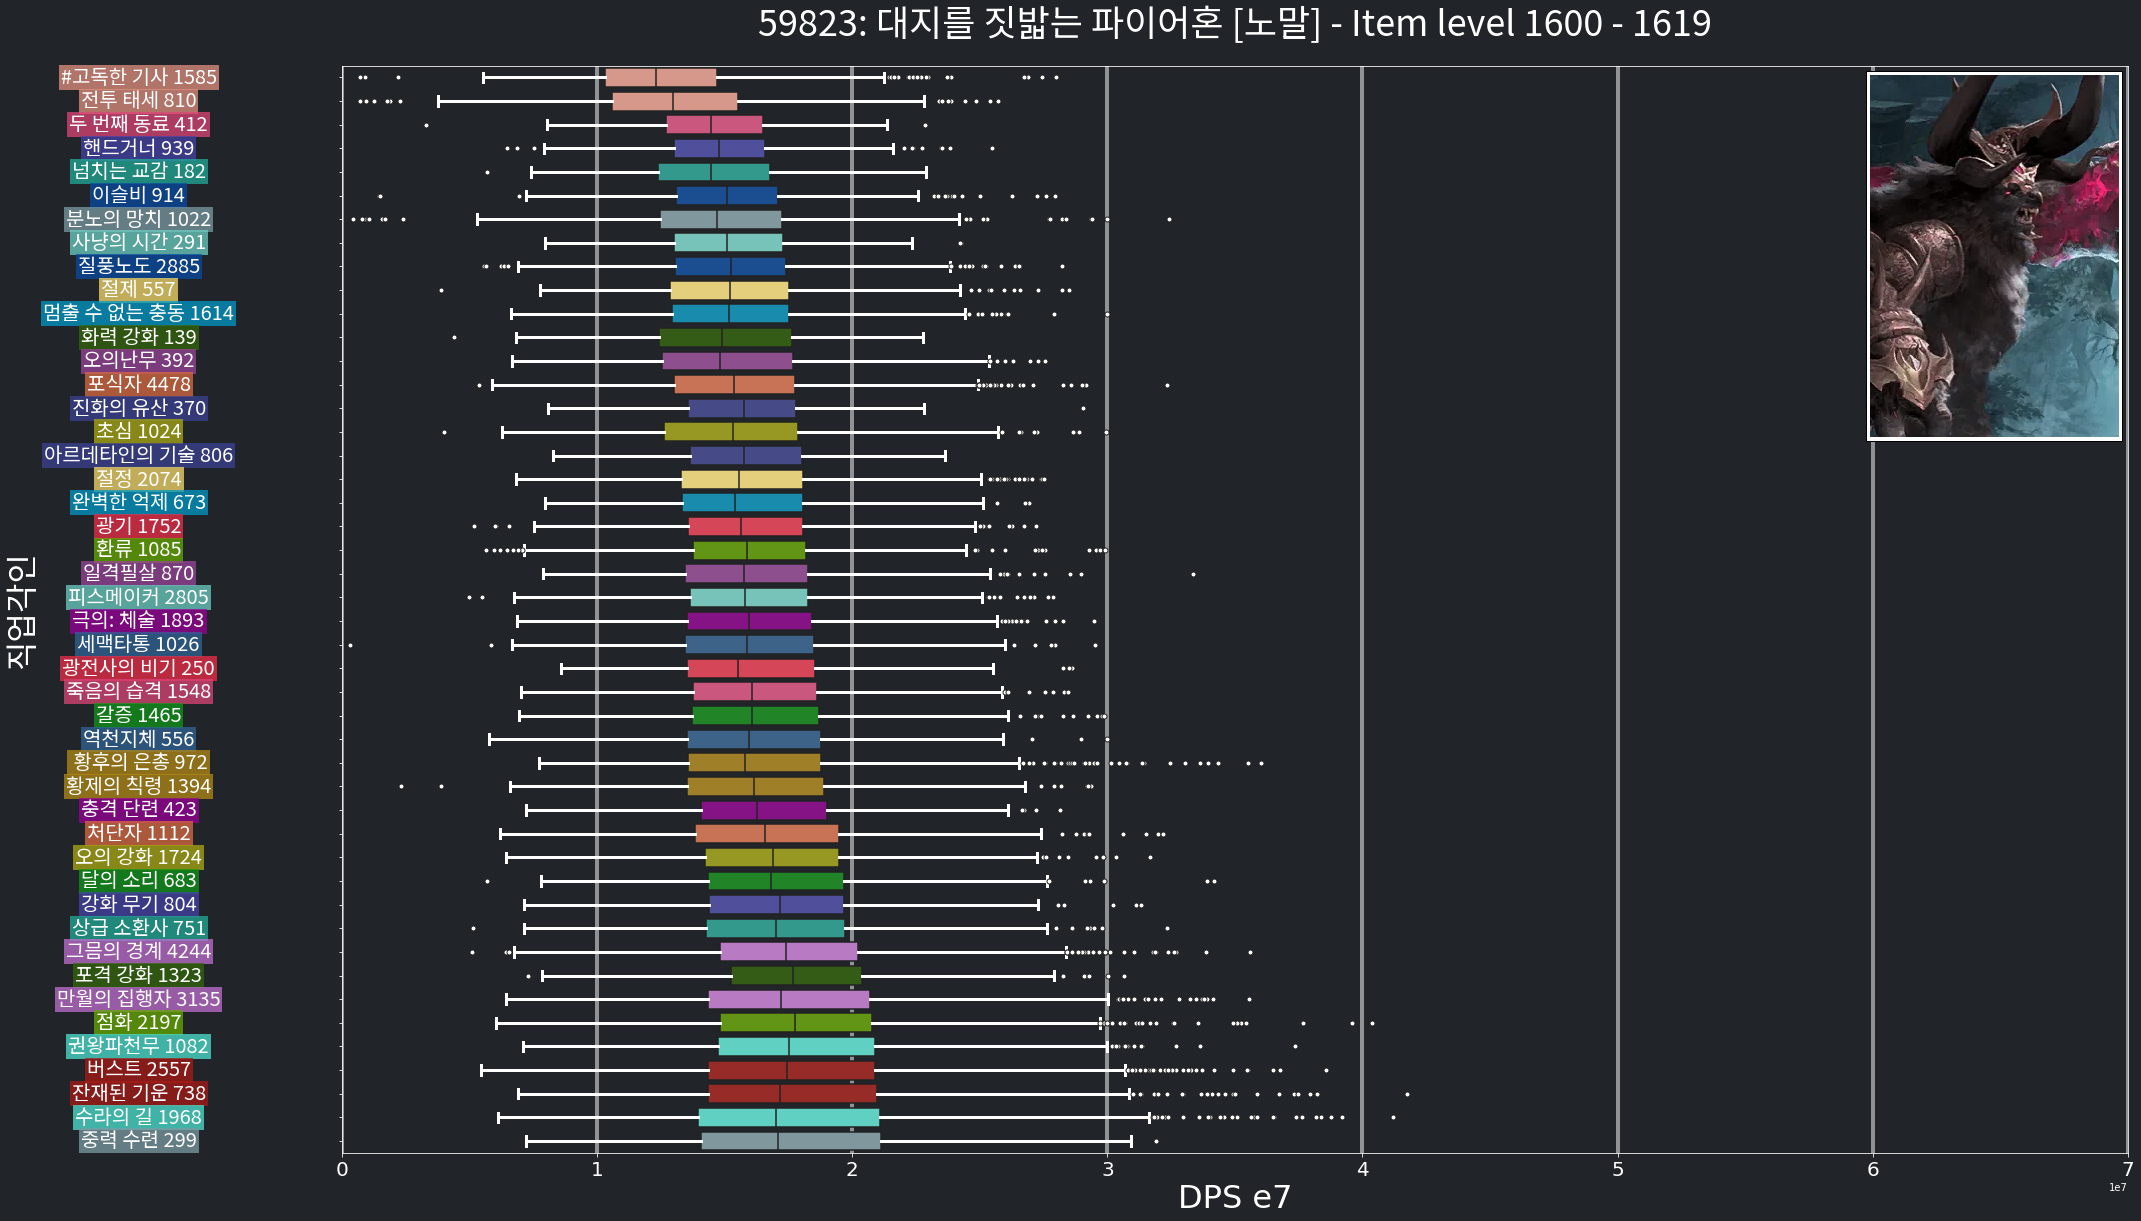 59823: 대지를 짓밟는 파이어혼 [노말] - Item level 1600 - 1619
#고독한 기사 1585
전투 태세 810
두 번째 동료 412
핸드거너 939
넘치는 교감 182
이슬비 914
분노의 망치 1022
사냥의 시간 291
질풍노도 2885
절제 557
멈출 수 없는 충동 1614
화력 강화 139
오의난무 392
포식자 4478
진화의 유산 370
초심 1024
아르데타인의 기술 806
절정 2074
완벽한 억제 673
광기 1752
환류 1085
일격필살 870
피스메이커 2805
극의: 체술 1893
세맥타통 1026
광전사의 비기 250
죽음의 습격 1548
갈증 1465
역천지체 556
황후의 은총 972
황제의 칙령 1394
충격 단련 423
처단자 1112
오의 강화 1724
달의 소리 683
강화 무기 804
상급 소환사 751
그믐의 경계 4244
포격 강화 1323
만월의 집행자 3135
점화 2197
권왕파천무 1082
버스트 2557
잔재된 기운 738
수라의 길 1968
중력 수련 299
직업각인
0 1 2 3 4 5 6 7
DPS e7
1e7